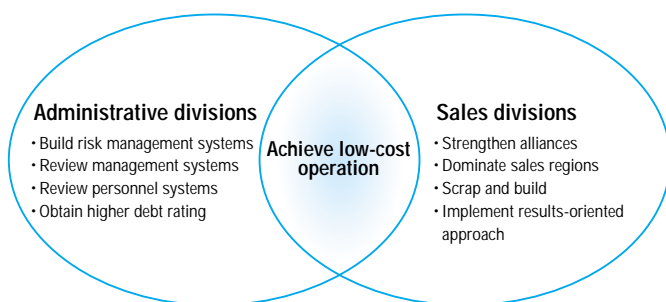 Administrative divisions
・Build risk management systems
・Review management systems
・Review personnel systems
・Obtain higher debt rating
Achieve low-cost
operation
Sales divisions
・Strengthen alliances
・Dominate sales regions
・Scrap and build
・Implement results-oriented
approach